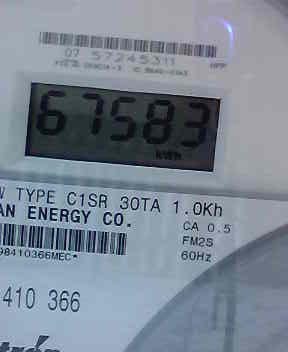 07 57245311
67583
kWh
TYPE C1SR 30TA 1.0Kh
AN ENERGY CO.
CA 0.5
FM2S
60Hz
98410366MEC*
410 366